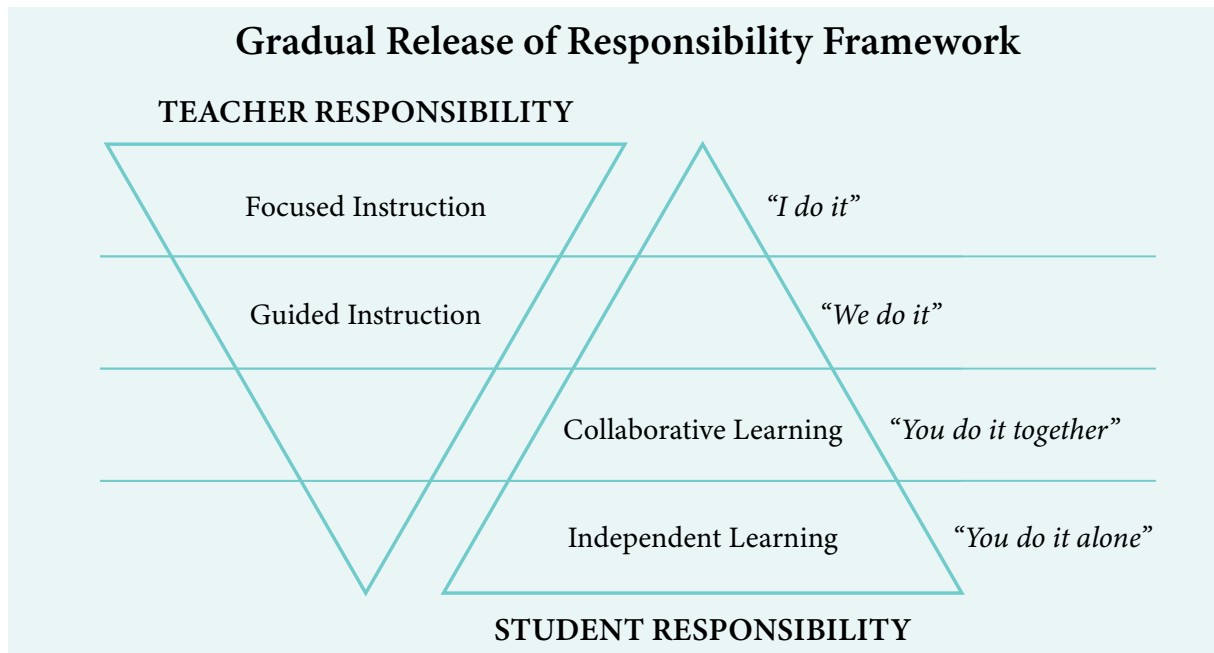 Gradual Release of Responsibility Framework
TEACHER RESPONSIBILITY
Focused Instruction
“I do it”
Guided Instruction
“We do it”
Collaborative Learning
“You do it together”
Independent Learning
“You do it alone”
STUDENT RESPONSIBILITY